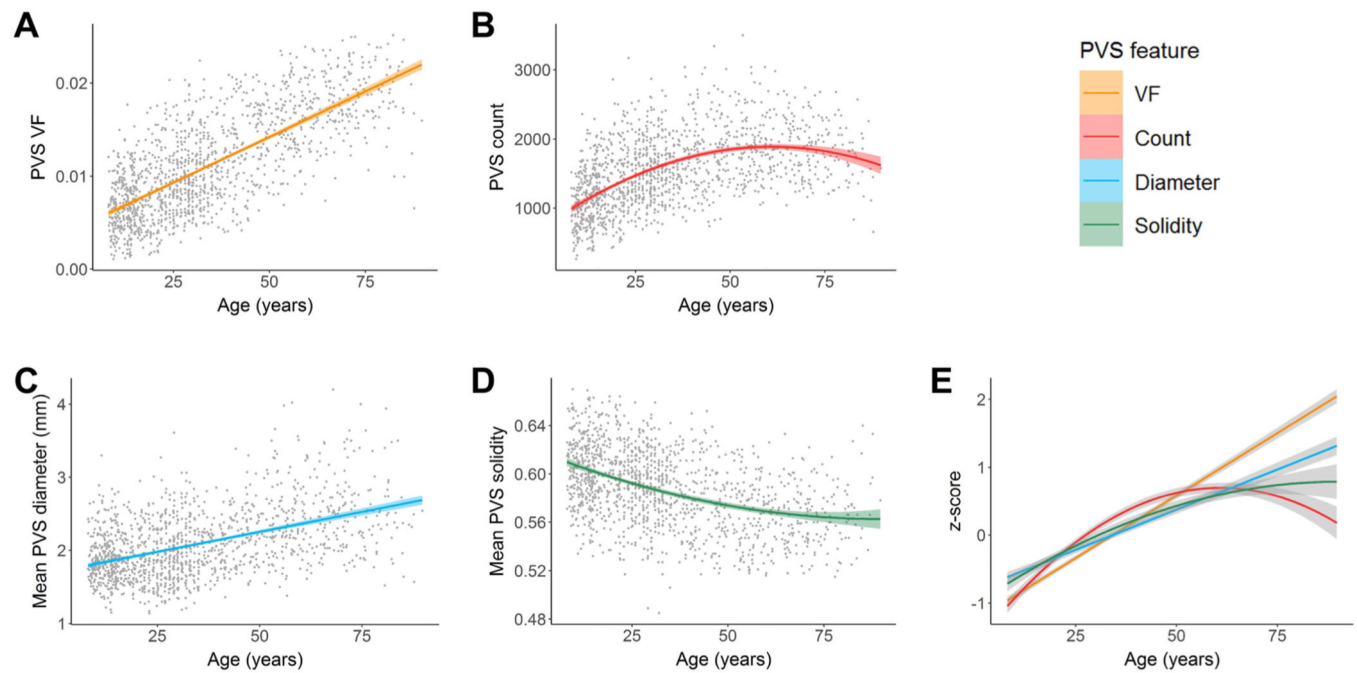 A
PVS VF
0.02
0.01
0.00
25 50 75
Age (years)
B
PVS count
3000
2000
1000
25 50 75
Age (years)
PVS feature
VF
Count
Diameter
Solidity
C
Mean PVS diameter (mm)
4
3
2
1
25 50 75
Age (years)
D
Mean PVS solidity
0.64
0.60
0.56
0.52
0.48
25 50 75
Age (years)
E
z-score
2
1
0
-1
25 50 75
Age (years)